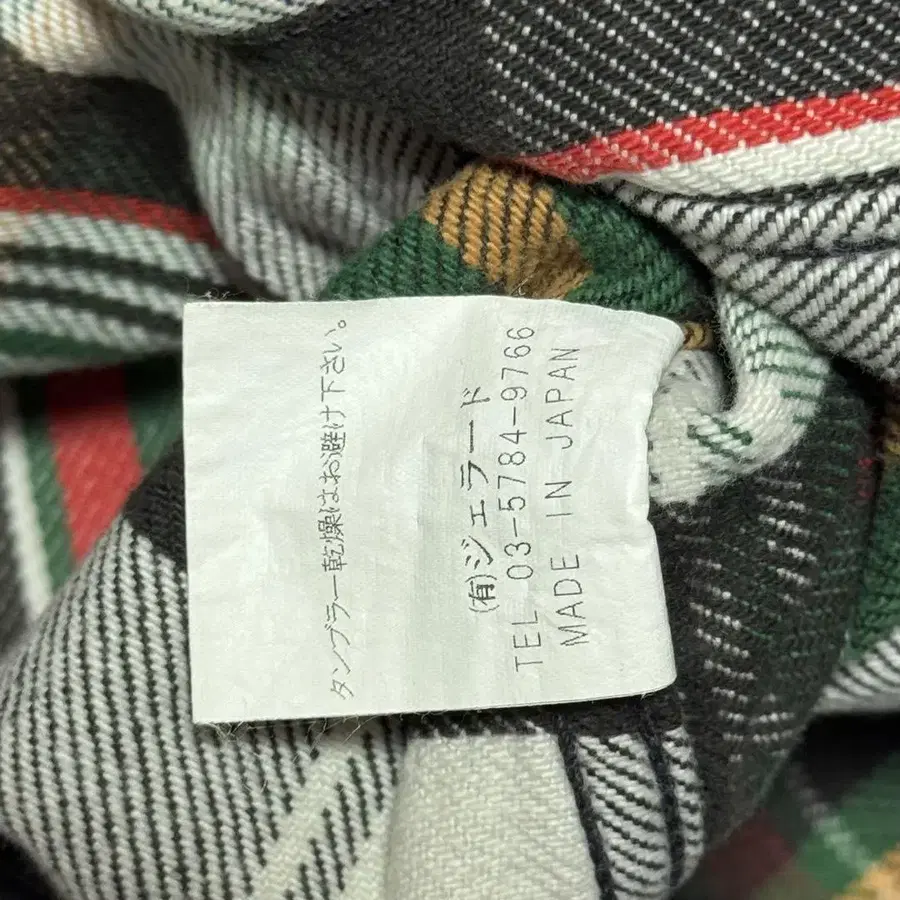 タンブラー乾燥はお避け下さい。
(有)ジェラード
TEL 03-5784-9766
MADE IN JAPAN